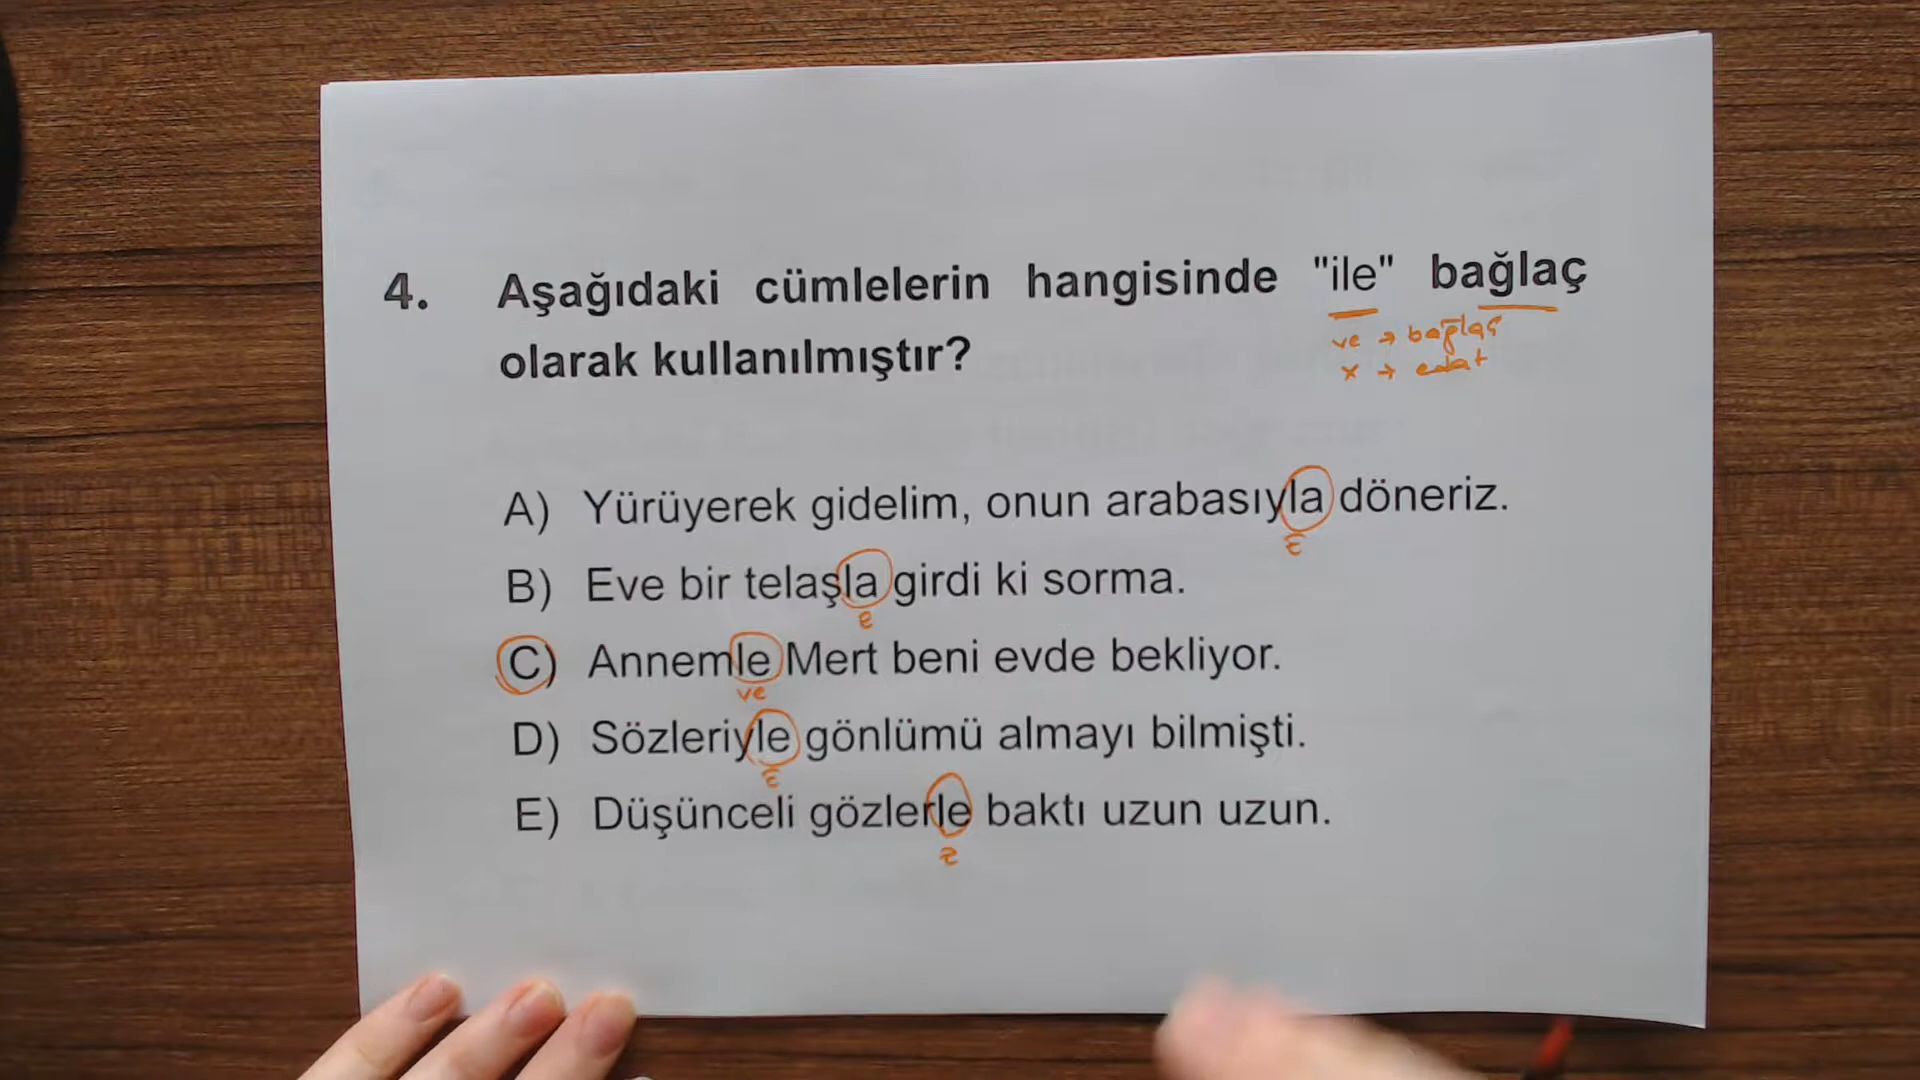 4. Aşağıdaki cümlelerin hangisinde "ile" bağlaç
olarak kullanılmıştır?
ve → bağlaç
x → edat
A) Yürüyerek gidelim, onun arabasıyla döneriz.
E
B) Eve bir telaşla girdi ki sorma.
e
C) Annemle Mert beni evde bekliyor.
ve
D) Sözleriyle gönlümü almayı bilmişti.
E
E) Düşünceli gözlerle baktı uzun uzun.
e